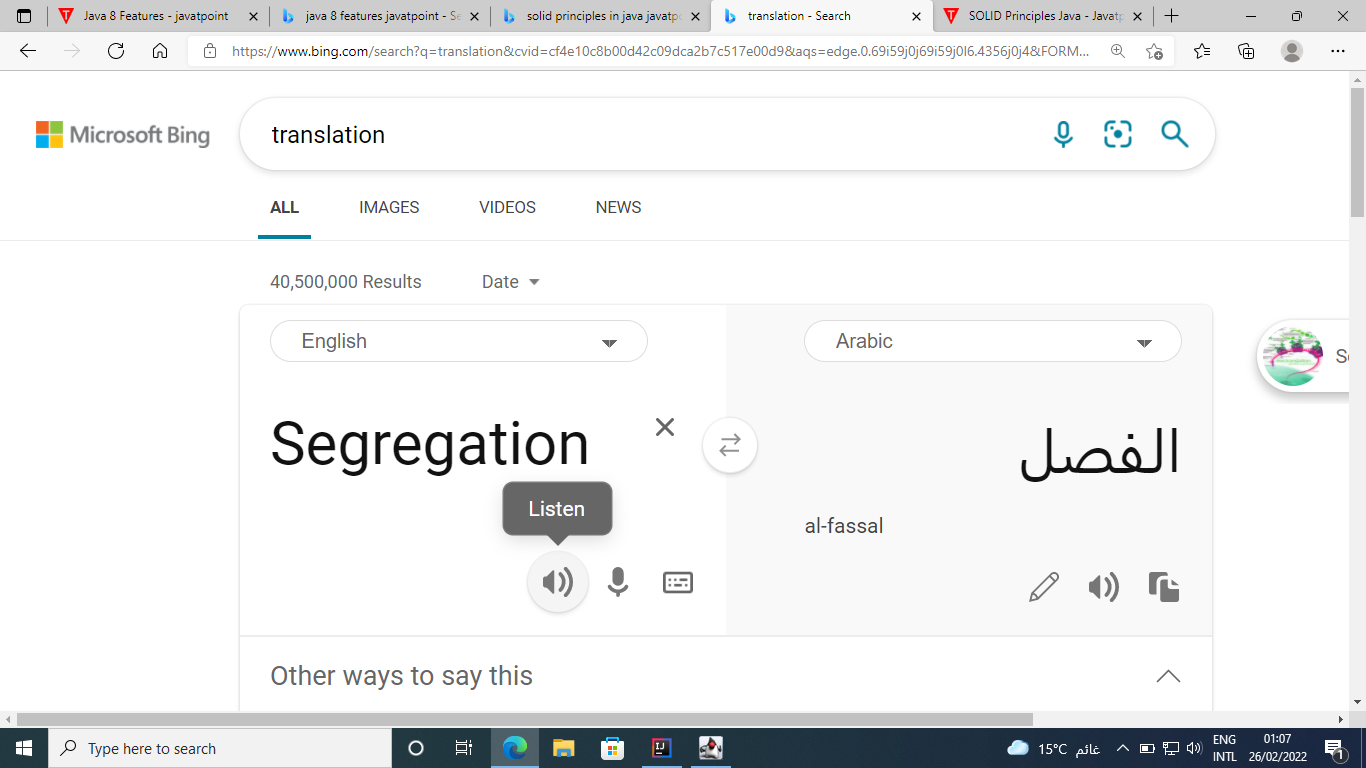 Java 8 Features - javatpoint
java 8 features javatpoint - Se
solid principles in java javatpo
translation - Search
SOLID Principles Java - Javatp
https://www.bing.com/search?q=translation&cvid=cf4e10c8b00d42c09dca2b7c517e00d9&aqs=edge.0.69i59j0j69i59j0l6.4356j0j4&FORM...
Microsoft Bing
translation
ALL IMAGES VIDEOS NEWS
40,500,000 Results Date
English Arabic
Segregation
الفصل
Listen
al-fassal
Other ways to say this
Type here to search
15°C غائم
ENG
INTL
01:07
26/02/2022
1